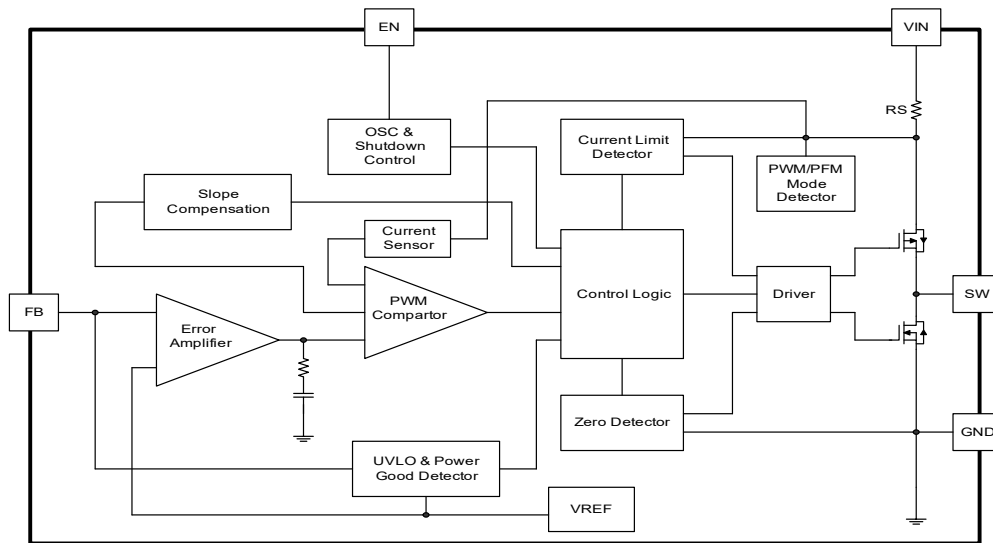 EN
VIN
RS
OSC &
Shutdown
Control
Current Limit
Detector
PWM/PFM
Mode
Detector
Slope
Compensation
Current
Sensor
FB
Error
Amplifier
PWM
Compartor
Control Logic
Driver
SW
Zero Detector
GND
UVLO & Power
Good Detector
VREF